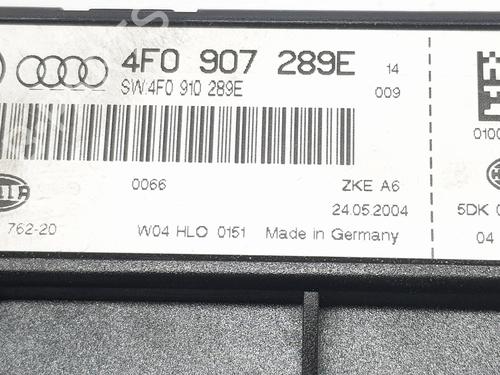 4F0 907 289E
14
SW:4F0 910 289E
009
0100
0066
ZKE A6
24.05.2004
5DK 0
762-20
W04 HLO 0151
Made in Germany
04